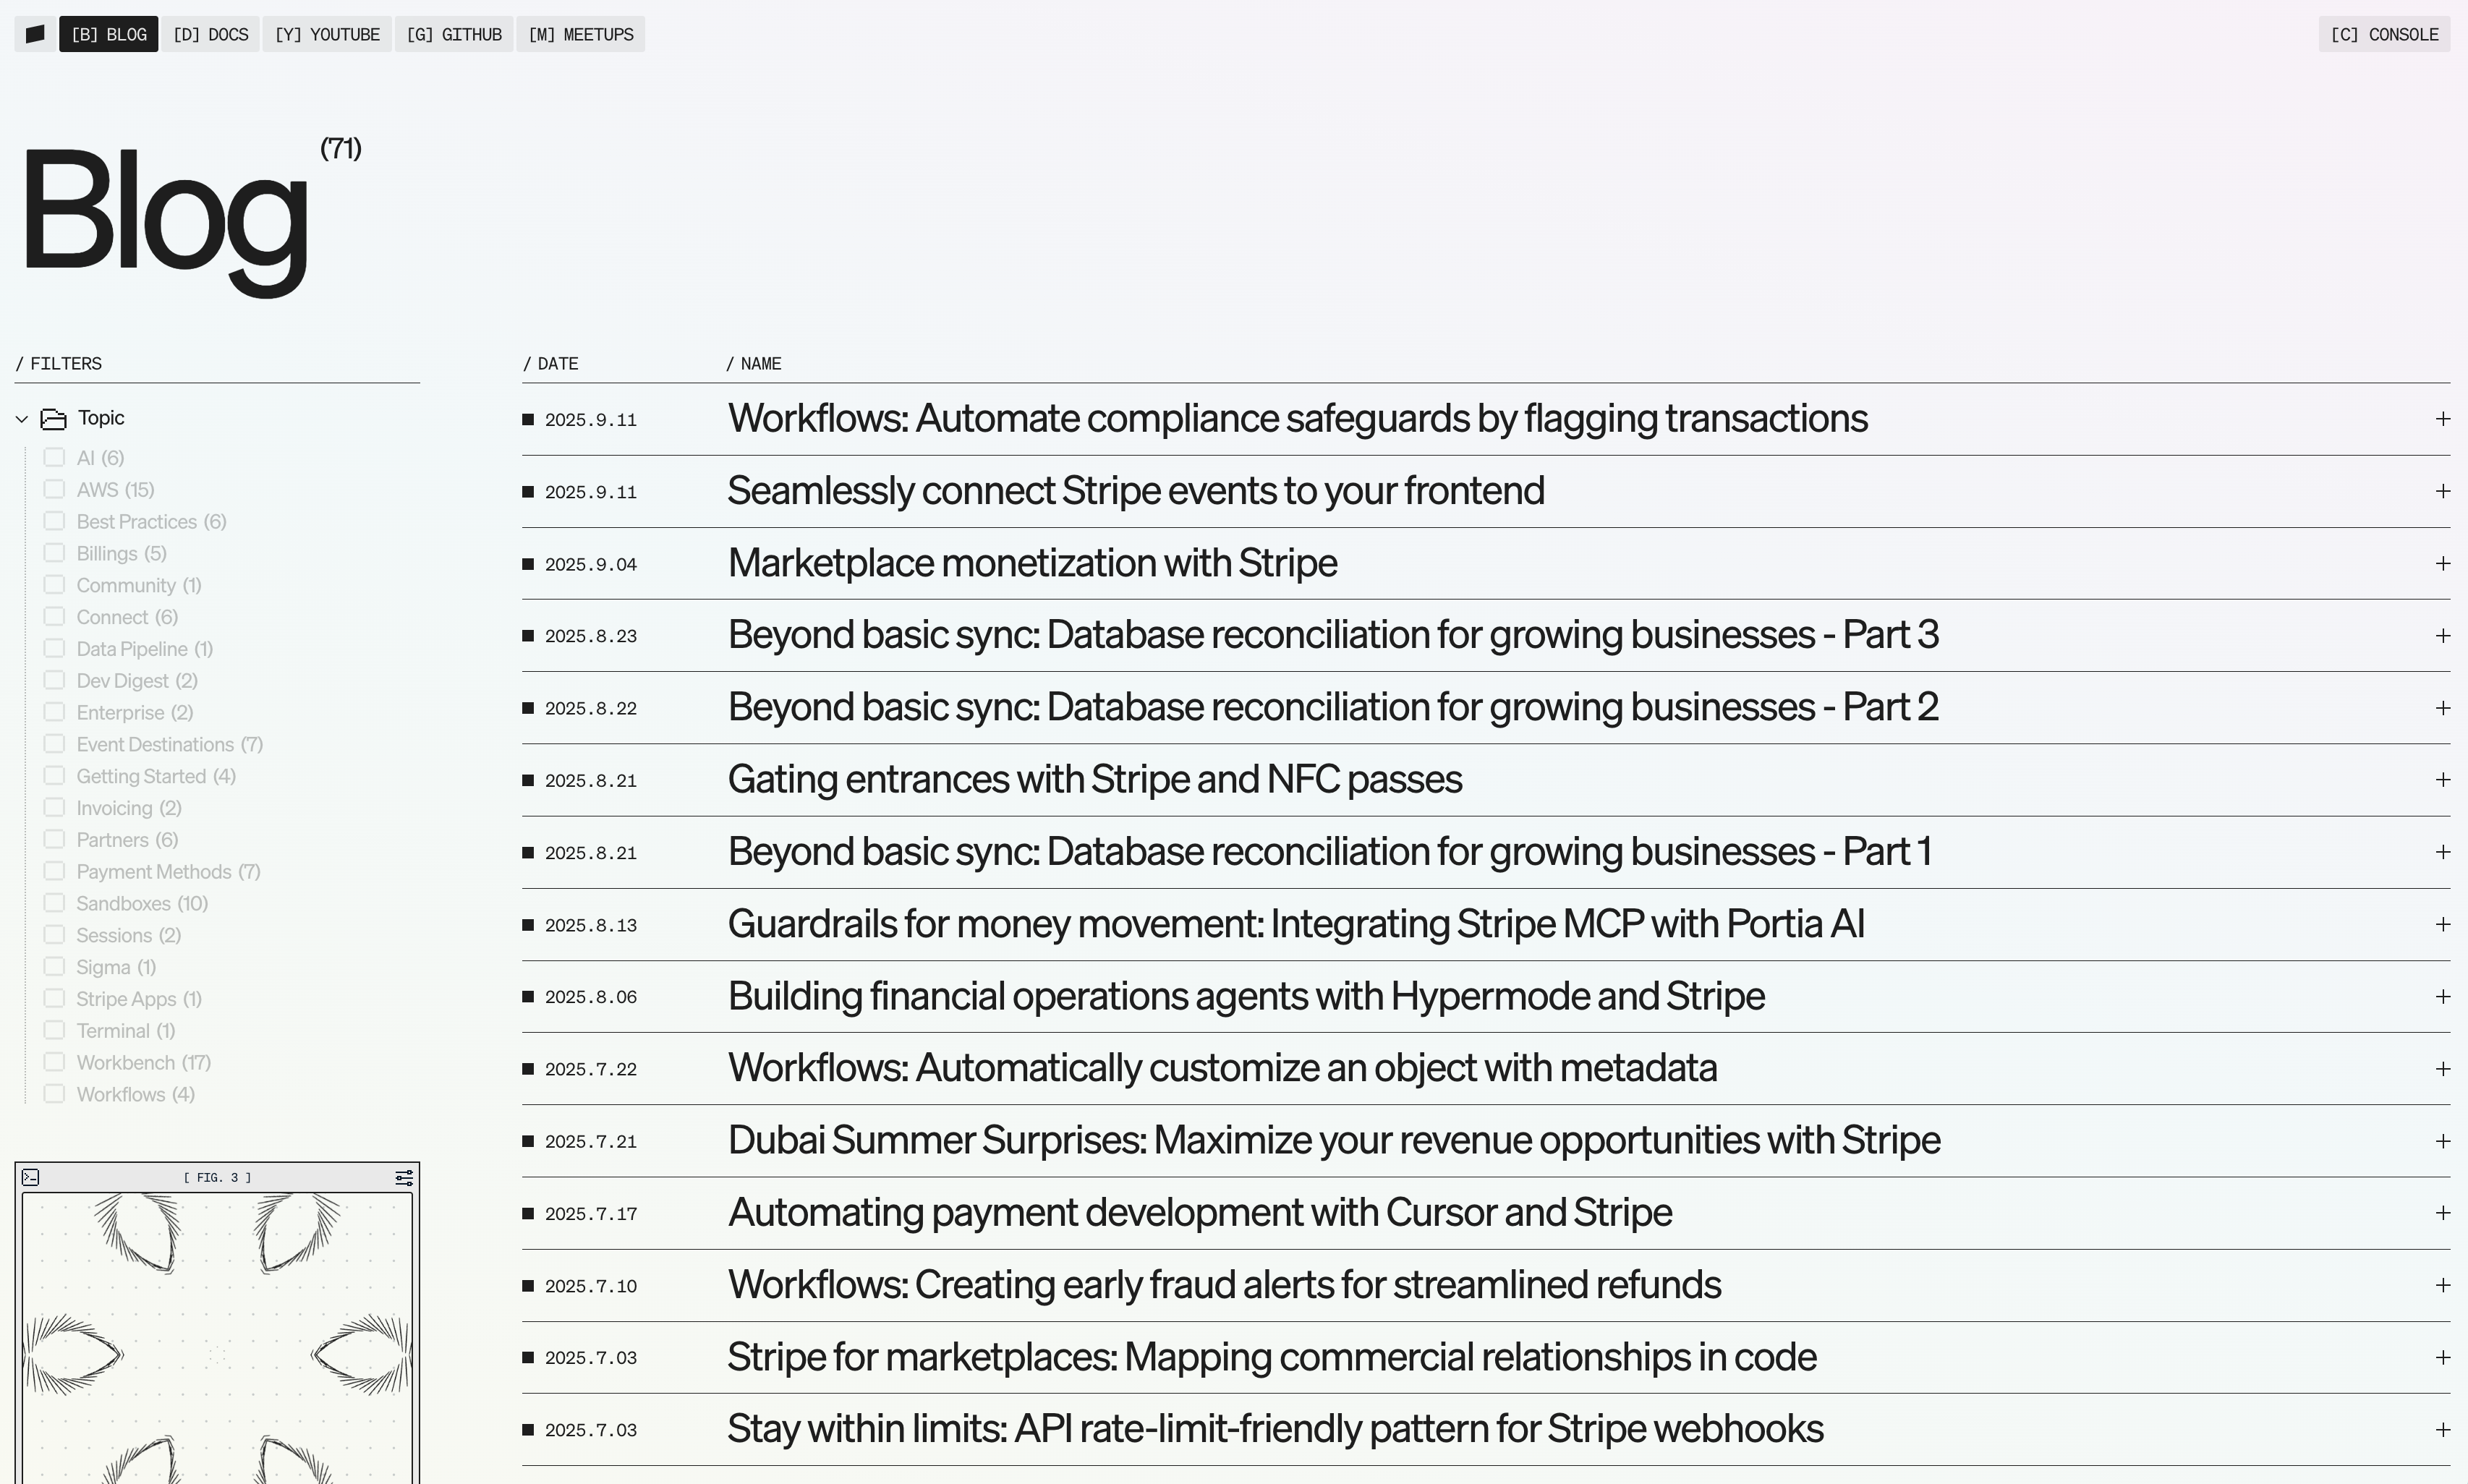 [B] BLOG
[D] DOCS
[Y] YOUTUBE
[G] GITHUB
[M] MEETUPS
[C] CONSOLE
Blog (71)
/ FILTERS
Topic
AI (6)
AWS (15)
Best Practices (6)
Billings (5)
Community (1)
Connect (6)
Data Pipeline (1)
Dev Digest (2)
Enterprise (2)
Event Destinations (7)
Getting Started (4)
Invoicing (2)
Partners (6)
Payment Methods (7)
Sandboxes (10)
Sessions (2)
Sigma (1)
Stripe Apps (1)
Terminal (1)
Workbench (17)
Workflows (4)
[ FIG. 3 ]
/ DATE / NAME
2025.9.11 Workflows: Automate compliance safeguards by flagging transactions +
2025.9.11 Seamlessly connect Stripe events to your frontend +
2025.9.04 Marketplace monetization with Stripe +
2025.8.23 Beyond basic sync: Database reconciliation for growing businesses - Part 3 +
2025.8.22 Beyond basic sync: Database reconciliation for growing businesses - Part 2 +
2025.8.21 Gating entrances with Stripe and NFC passes +
2025.8.21 Beyond basic sync: Database reconciliation for growing businesses - Part 1 +
2025.8.13 Guardrails for money movement: Integrating Stripe MCP with Portia AI +
2025.8.06 Building financial operations agents with Hypermode and Stripe +
2025.7.22 Workflows: Automatically customize an object with metadata +
2025.7.21 Dubai Summer Surprises: Maximize your revenue opportunities with Stripe +
2025.7.17 Automating payment development with Cursor and Stripe +
2025.7.10 Workflows: Creating early fraud alerts for streamlined refunds +
2025.7.03 Stripe for marketplaces: Mapping commercial relationships in code +
2025.7.03 Stay within limits: API rate-limit-friendly pattern for Stripe webhooks +